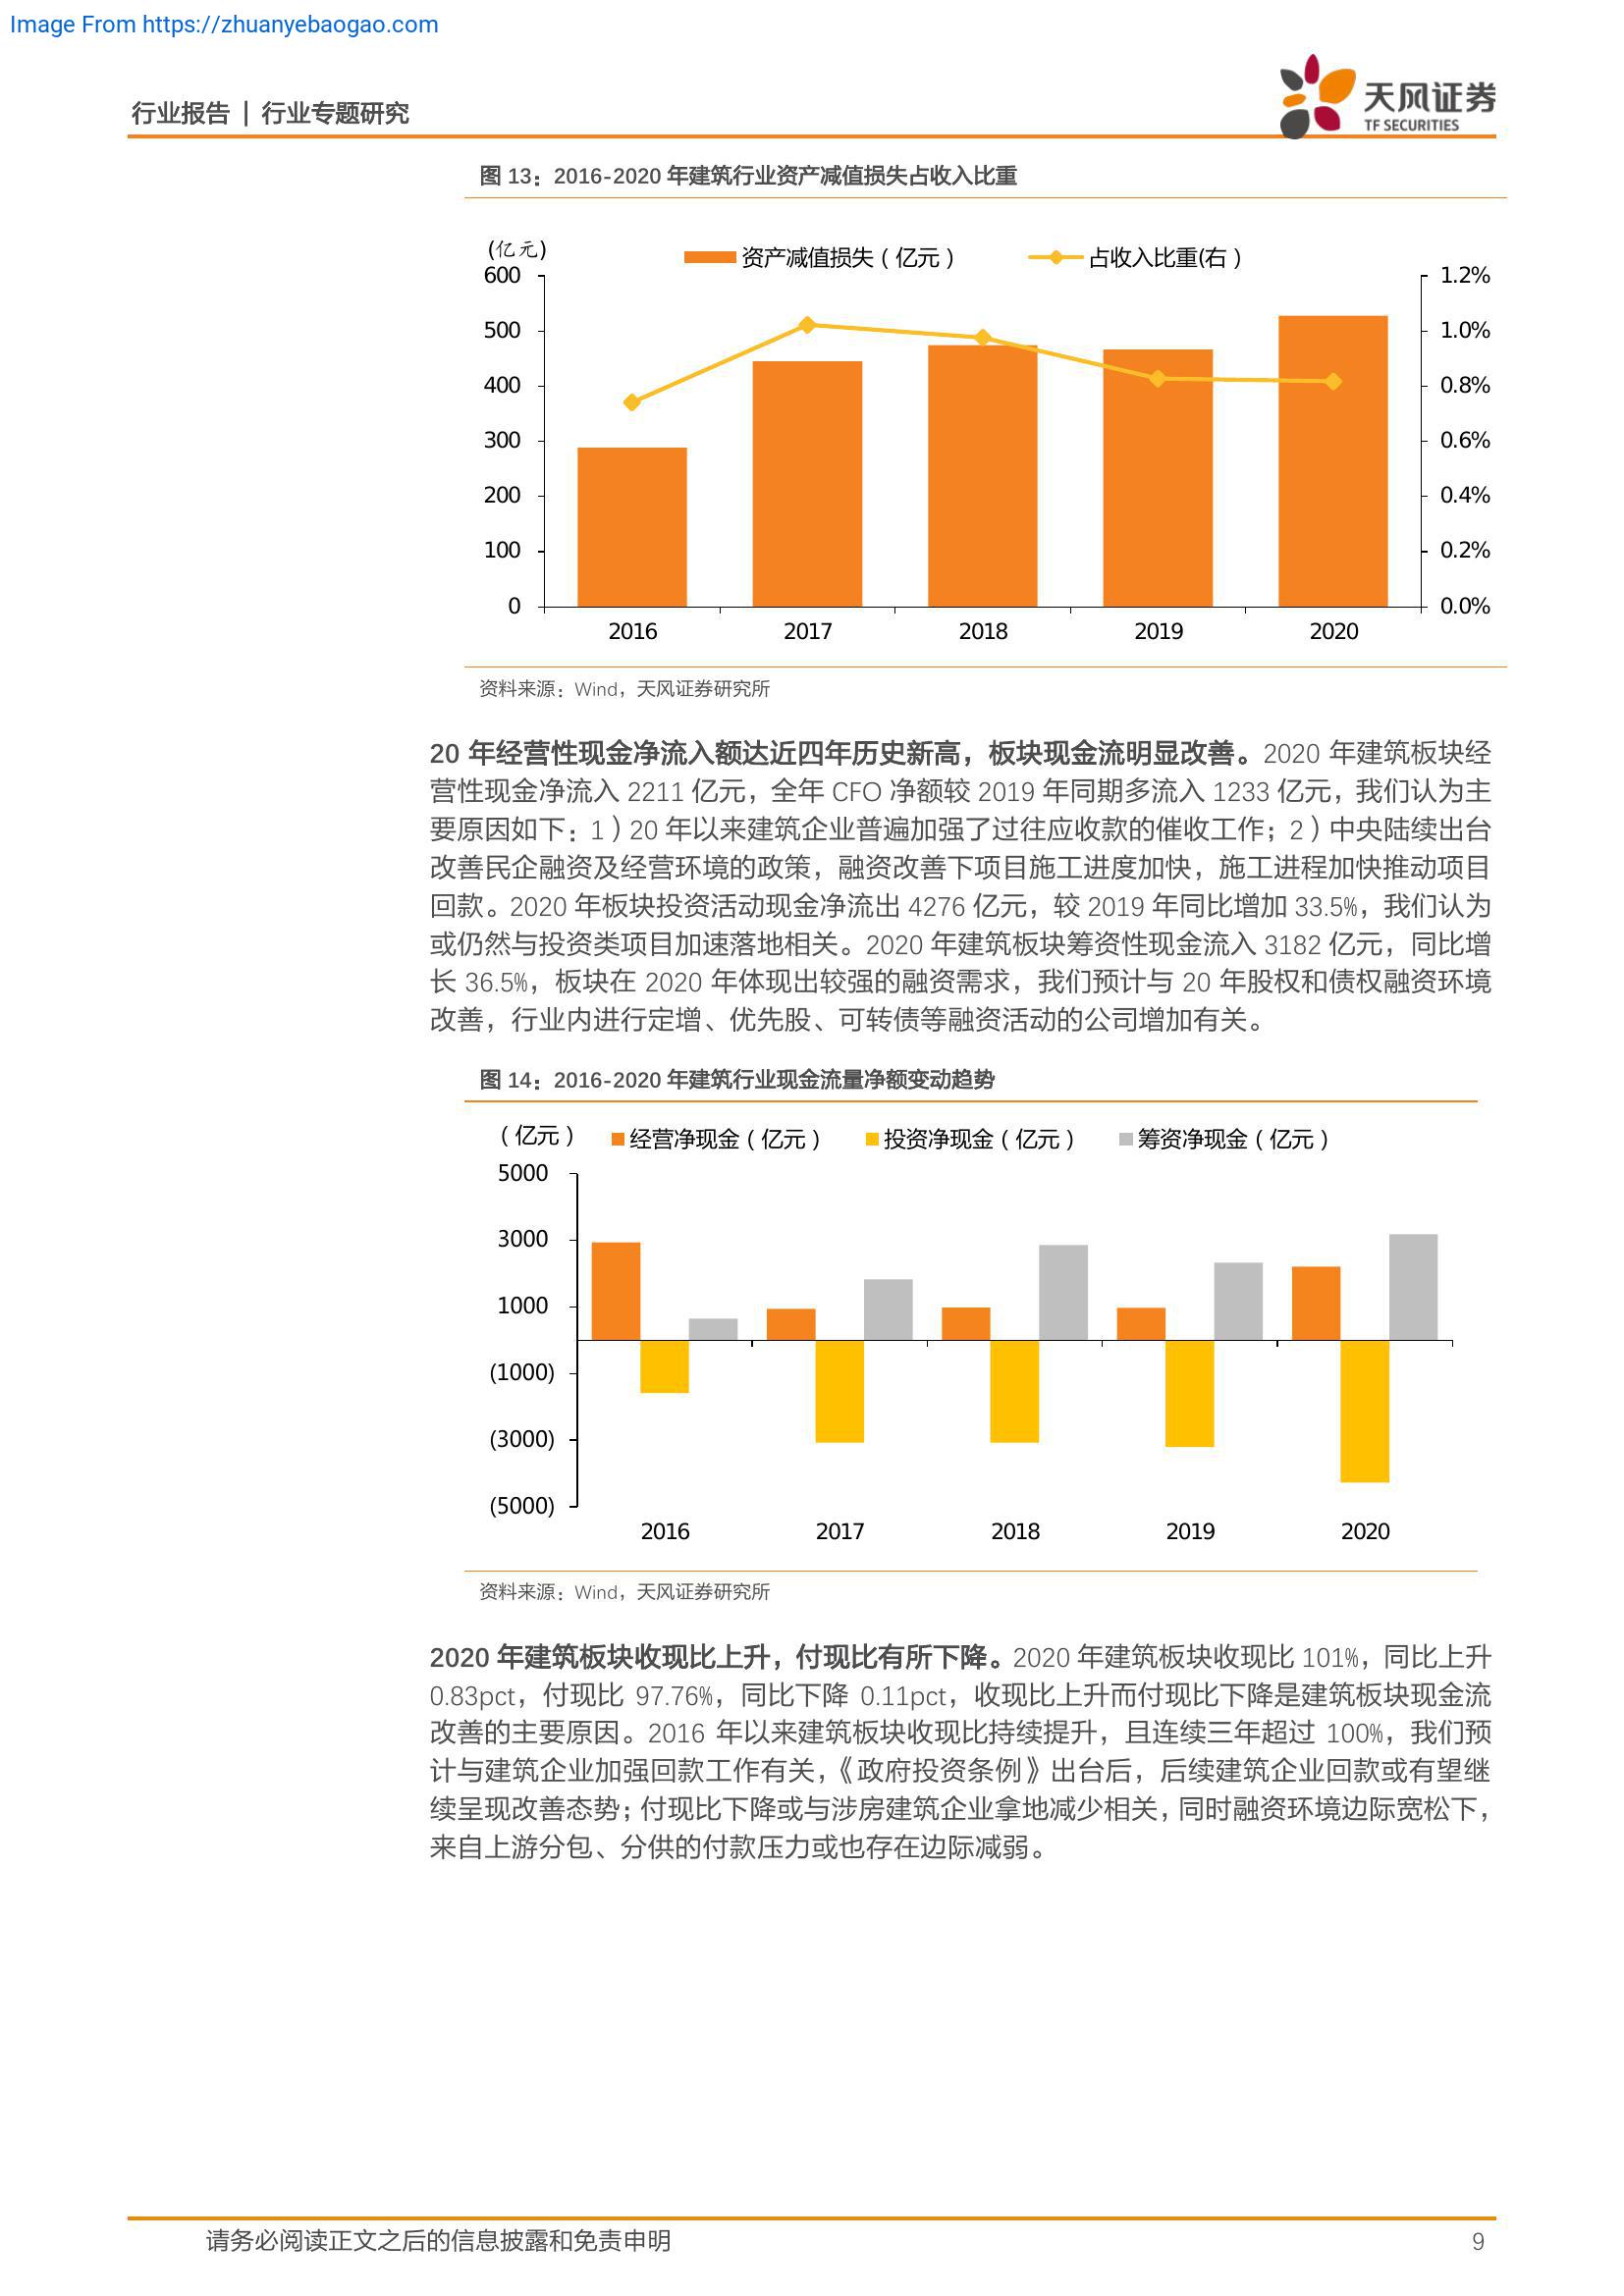 Image From https://zhuanyebaogao.com
行业报告 | 行业专题研究
天风证券
TF SECURITIES
图 13：2016-2020 年建筑行业资产减值损失占收入比重
(亿元)
资产减值损失（亿元）
占收入比重(右）
600
500
400
300
200
100
0
1.2%
1.0%
0.8%
0.6%
0.4%
0.2%
0.0%
2016 2017 2018 2019 2020
资料来源：Wind，天风证券研究所
20 年经营性现金净流入额达近四年历史新高，板块现金流明显改善。2020 年建筑板块经
营性现金净流入 2211 亿元，全年 CFO 净额较 2019 年同期多流入 1233 亿元，我们认为主
要原因如下：1）20 年以来建筑企业普遍加强了过往应收款的催收工作；2）中央陆续出台
改善民企融资及经营环境的政策，融资改善下项目施工进度加快，施工进程加快推动项目
回款。2020 年板块投资活动现金净流出 4276 亿元，较 2019 年同比增加 33.5%，我们认为
或仍然与投资类项目加速落地相关。2020 年建筑板块筹资性现金流入 3182 亿元，同比增
长 36.5%，板块在 2020 年体现出较强的融资需求，我们预计与 20 年股权和债权融资环境
改善，行业内进行定增、优先股、可转债等融资活动的公司增加有关。
图 14：2016-2020 年建筑行业现金流量净额变动趋势
（亿元）
经营净现金（亿元）
投资净现金（亿元）
筹资净现金（亿元）
5000
3000
1000
(1000)
(3000)
(5000)
2016 2017 2018 2019 2020
资料来源：Wind，天风证券研究所
2020 年建筑板块收现比上升，付现比有所下降。2020 年建筑板块收现比 101%，同比上升
0.83pct，付现比 97.76%，同比下降 0.11pct，收现比上升而付现比下降是建筑板块现金流
改善的主要原因。2016 年以来建筑板块收现比持续提升，且连续三年超过 100%，我们预
计与建筑企业加强回款工作有关，《政府投资条例》出台后，后续建筑企业回款或有望继
续呈现改善态势；付现比下降或与涉房建筑企业拿地减少相关，同时融资环境边际宽松下，
来自上游分包、分供的付款压力或也存在边际减弱。
请务必阅读正文之后的信息披露和免责申明
9